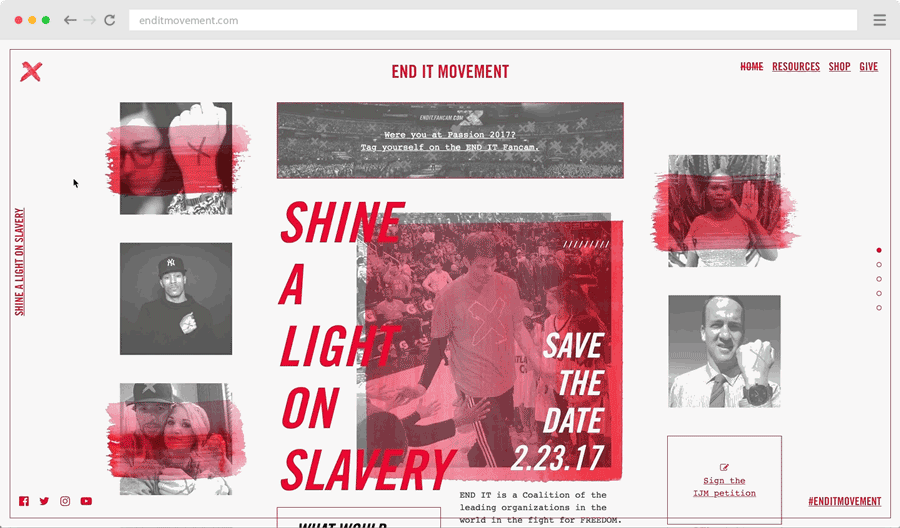 enditmovement.com
END IT MOVEMENT
HOME RESOURCES SHOP GIVE
SHINE A LIGHT ON SLAVERY
ENDITFANCAM.COM
Were you at Passion 2017?
Tag yourself on the END IT Fancam.
SHINE
A
LIGHT
ON
SLAVERY
SAVE
THE
DATE
2.23.17
END IT is a Coalition of the
leading organizations in the
world in the fight for FREEDOM.
WHAT WOULD
NY
Sign the
IJM petition
#ENDITMOVEMENT